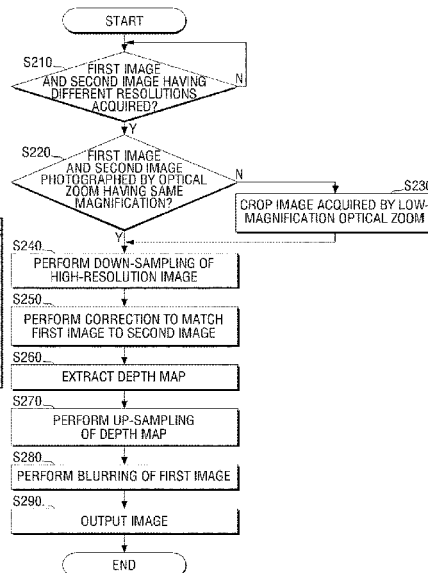 START
S210
FIRST IMAGE
AND SECOND IMAGE HAVING
DIFFERENT RESOLUTIONS
ACQUIRED?
N
Y
S220
FIRST IMAGE
AND SECOND IMAGE
PHOTOGRAPHED BY OPTICAL
ZOOM HAVING SAME
MAGNIFICATION?
N
S230
CROP IMAGE ACQUIRED BY LOW-
MAGNIFICATION OPTICAL ZOOM
Y
S240
PERFORM DOWN-SAMPLING OF
HIGH-RESOLUTION IMAGE
S250
PERFORM CORRECTION TO MATCH
FIRST IMAGE TO SECOND IMAGE
S260
EXTRACT DEPTH MAP
S270
PERFORM UP-SAMPLING
OF DEPTH MAP
S280
PERFORM BLURRING OF FIRST IMAGE
S290
OUTPUT IMAGE
END